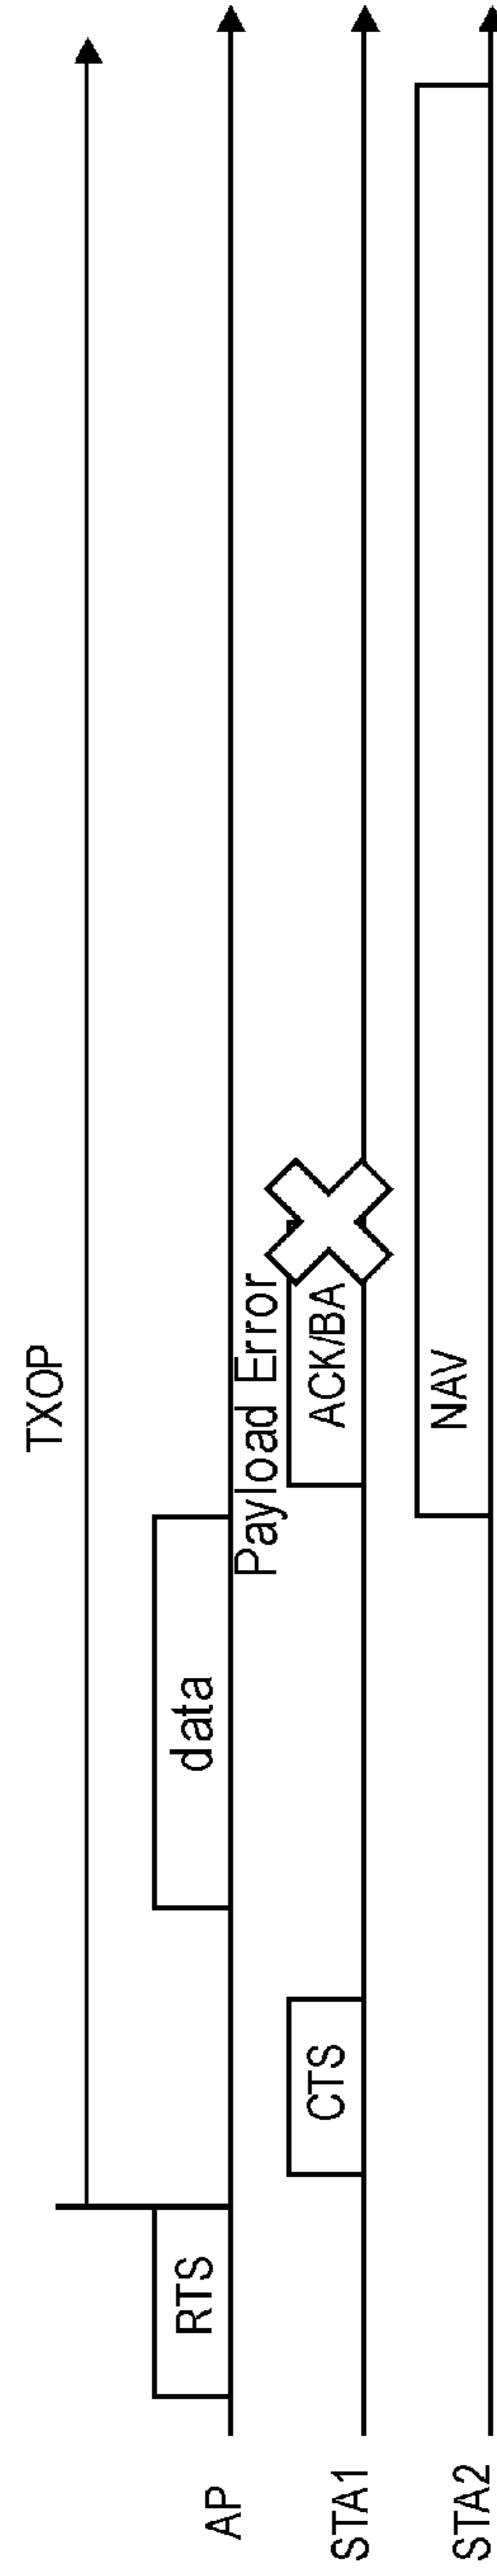 TXOP
AP
RTS
data
Payload Error
STA1
CTS
ACK/BA
STA2
NAV